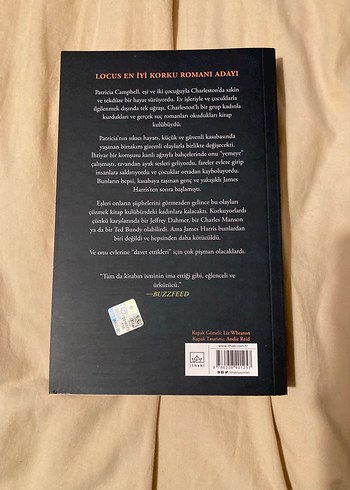 LOCUS EN İYİ KORKU ROMANI ADAYI
Patricia Campbell, eşi ve iki çocuğuyla Charleston'da sakin
ve tekdüze bir hayat sürüyordu. Ev işleriyle ve çocuklarla
ilgilenmek dışında tek uğraşı, Charleston'lı bir grup kadınla
kurdukları ve gerçek suç romanları okudukları kitap
kulübüydü.
Patricia'nın sıkıcı hayatı, küçük ve güvenli kasabasında
yaşanan birtakım gizemli olaylarla birlikte değişecekti.
İhtiyar bir komşusu kanlı ağzıyla bahçelerinde onu "yemeye"
çalışmıştı, tavandan ayak sesleri geliyordu, fareler evlere girip
insanlara saldırıyordu ve çocuklar ortadan kayboluyordu.
Bunların hepsi, kasabaya taşınan genç ve yakışıklı James
Harris'ten sonra başlamıştı.
Eşleri onların şüphelerini görmezden gelince bu olayları
çözmek kitap kulübündeki kadınlara kalacaktı. Korkuyorlardı
çünkü karşılarında bir Jeffrey Dahmer, bir Charles Manson
ya da bir Ted Bundy olabilirdi. Ama James Harris bunlardan
biri değildi ve hepsinden daha kötücüldü.
Ve onu evlerine "davet ettikleri" için çok pişman olacaklardı.
"Tam da kitabın isminin ima ettiği gibi, eğlenceli ve
ürkütücü."
—BUZZFEED
Kapak Görseli: Liz Wheaton
Kapak Tasarımı: Andie Reid
www.ithaki.com.tr
İTHAKİ